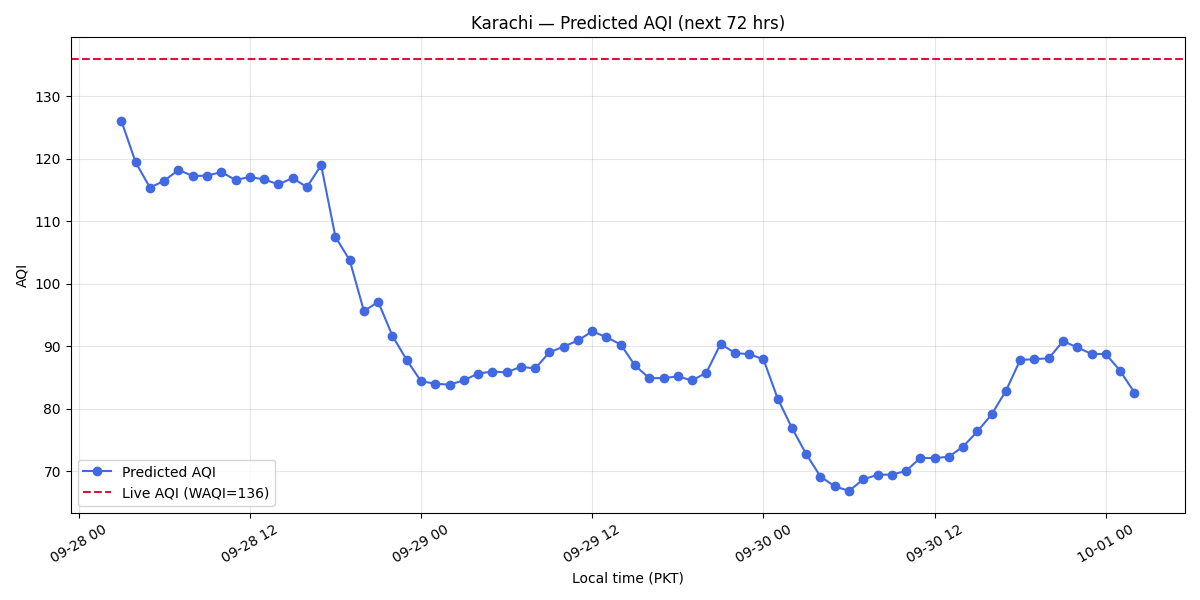 Karachi — Predicted AQI (next 72 hrs)
AQI
130
120
110
100
90
80
70
Predicted AQI
Live AQI (WAQI=136)
09-28 00
09-28 12
09-29 00
09-29 12
09-30 00
09-30 12
10-01 00
Local time (PKT)